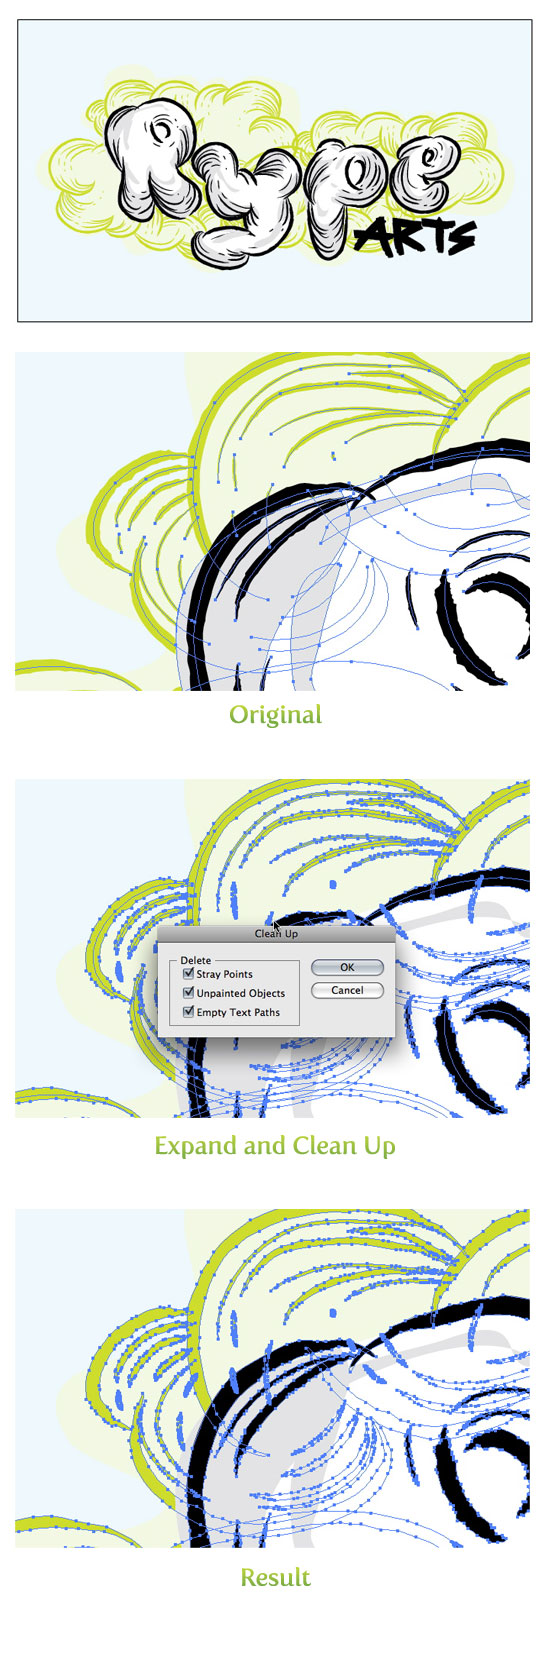 Rype
ARTS
Original
Clean Up
Delete
Stray Points
Unpainted Objects
Empty Text Paths
OK
Cancel
Expand and Clean Up
Result